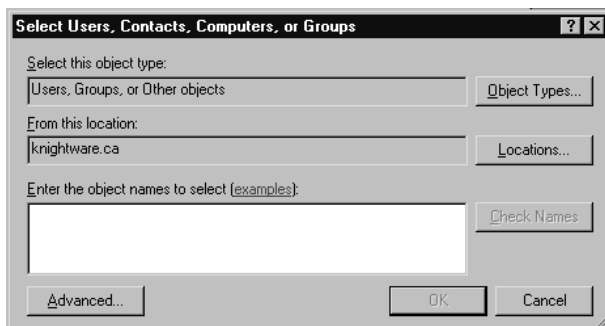 Select Users, Contacts, Computers, or Groups
Select this object type:
Users, Groups, or Other objects
Object Types...
From this location:
knightware.ca
Locations...
Enter the object names to select (examples):
Check Names
Advanced...
OK
Cancel